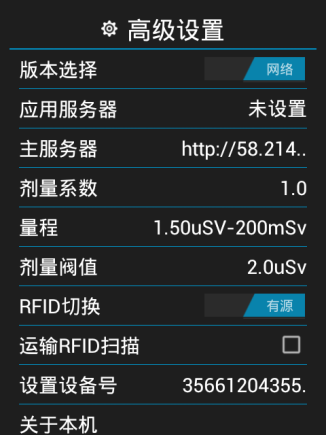 高级设置
版本选择 网络
应用服务器 未设置
主服务器 http://58.214..
剂量系数 1.0
量程 1.50uSV-200mSv
剂量阀值 2.0uSv
RFID切换 有源
运输RFID扫描
设置设备号 35661204355.
关于本机